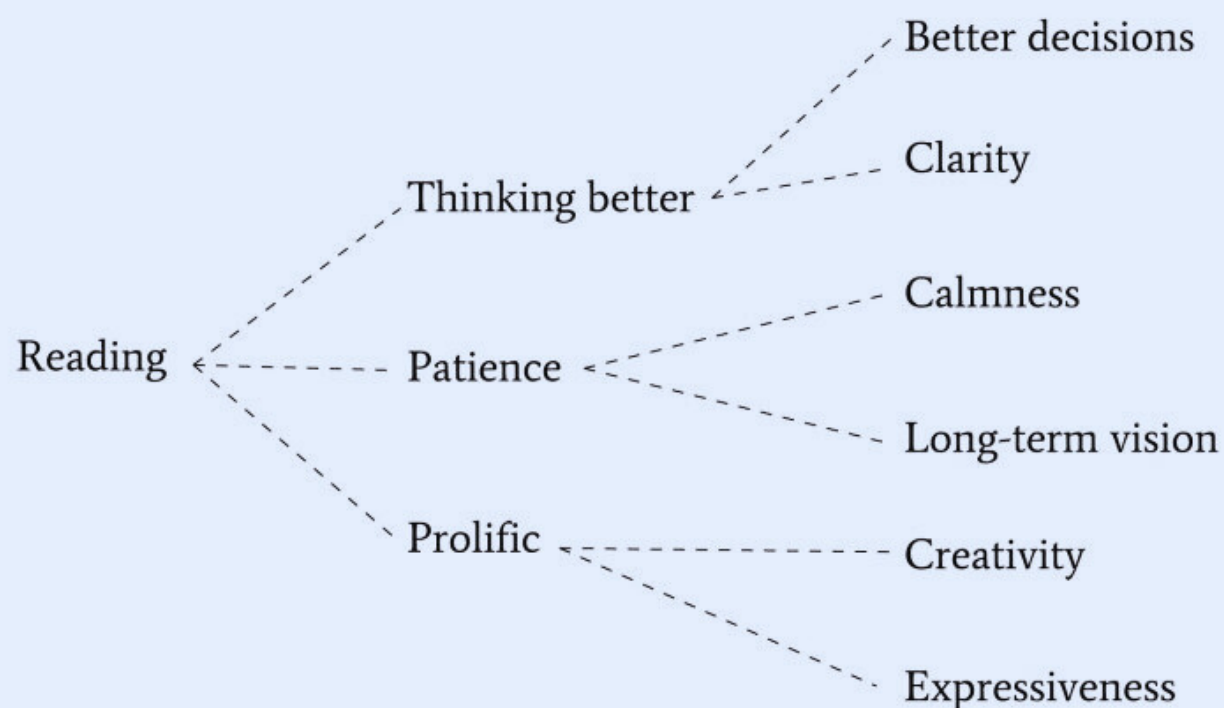 Reading
Thinking better
Better decisions
Clarity
Patience
Calmness
Long-term vision
Prolific
Creativity
Expressiveness